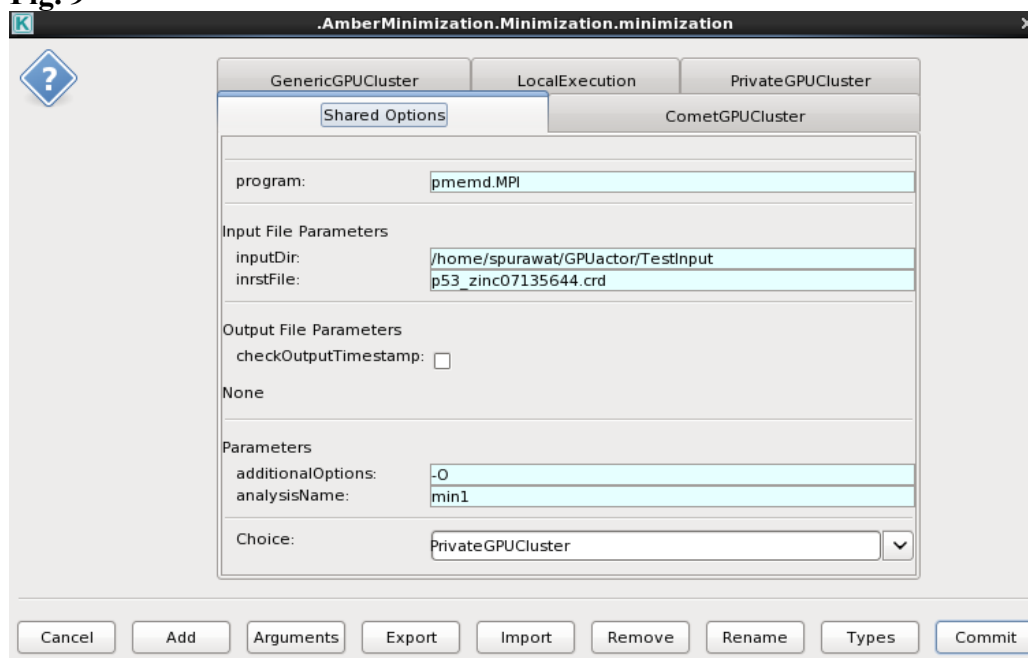 Fig. 9
K .AmberMinimization.Minimization.minimization x
?
GenericGPUCluster LocalExecution PrivateGPUCluster
Shared Options CometGPUCluster
program: pmemd.MPI
Input File Parameters
inputDir: /home/spurawat/GPUactor/TestInput
inrstFile: p53_zinc07135644.crd
Output File Parameters
checkOutputTimestamp:
None
Parameters
additionalOptions: -O
analysisName: min1
Choice: PrivateGPUCluster
Cancel Add Arguments Export Import Remove Rename Types Commit